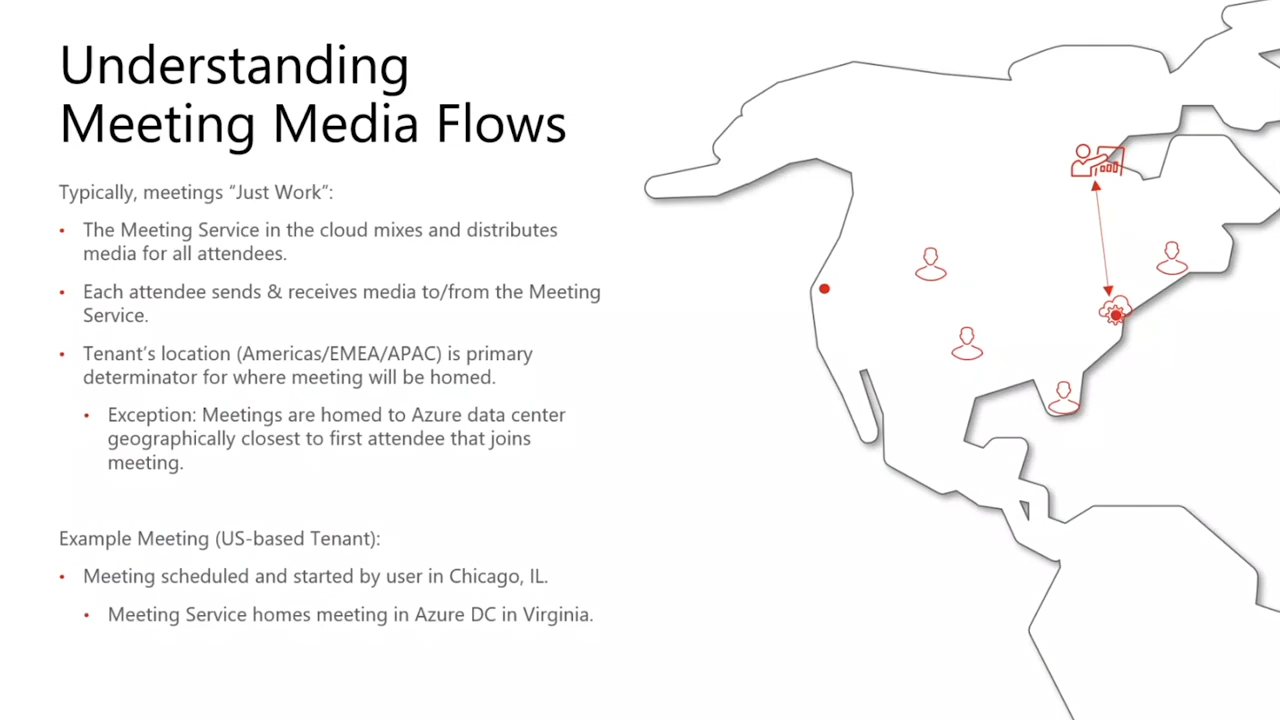 Understanding
Meeting Media Flows
Typically, meetings “Just Work”:
• The Meeting Service in the cloud mixes and distributes
media for all attendees.
• Each attendee sends & receives media to/from the Meeting
Service.
• Tenant’s location (Americas/EMEA/APAC) is primary
determinator for where meeting will be homed.
• Exception: Meetings are homed to Azure data center
geographically closest to first attendee that joins
meeting.
Example Meeting (US-based Tenant):
• Meeting scheduled and started by user in Chicago, IL.
• Meeting Service homes meeting in Azure DC in Virginia.